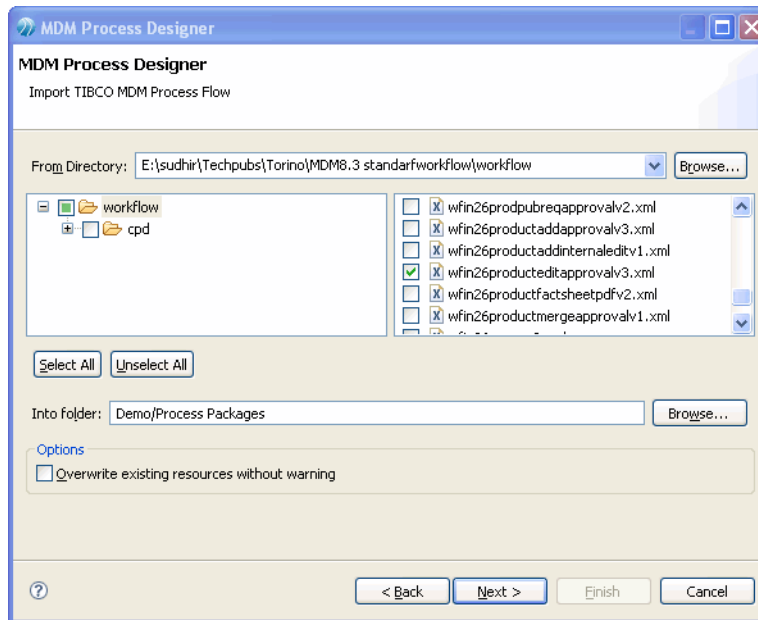 MDM Process Designer
MDM Process Designer
Import TIBCO MDM Process Flow
From Directory: E:\sudhir\Techpubs\Torino\MDM8.3 standarfworkflow\workflow Browse...
workflow
cpd
wfin26prodpubreqapprovalv2.xml
wfin26productaddapprovalv3.xml
wfin26productaddinternaleditv1.xml
wfin26producteditapprovalv3.xml
wfin26productfactsheetpdfv2.xml
wfin26productmergeapprovalv1.xml
Select All Unselect All
Into folder: Demo/Process Packages Browse...
Options
Overwrite existing resources without warning
< Back Next > Finish Cancel